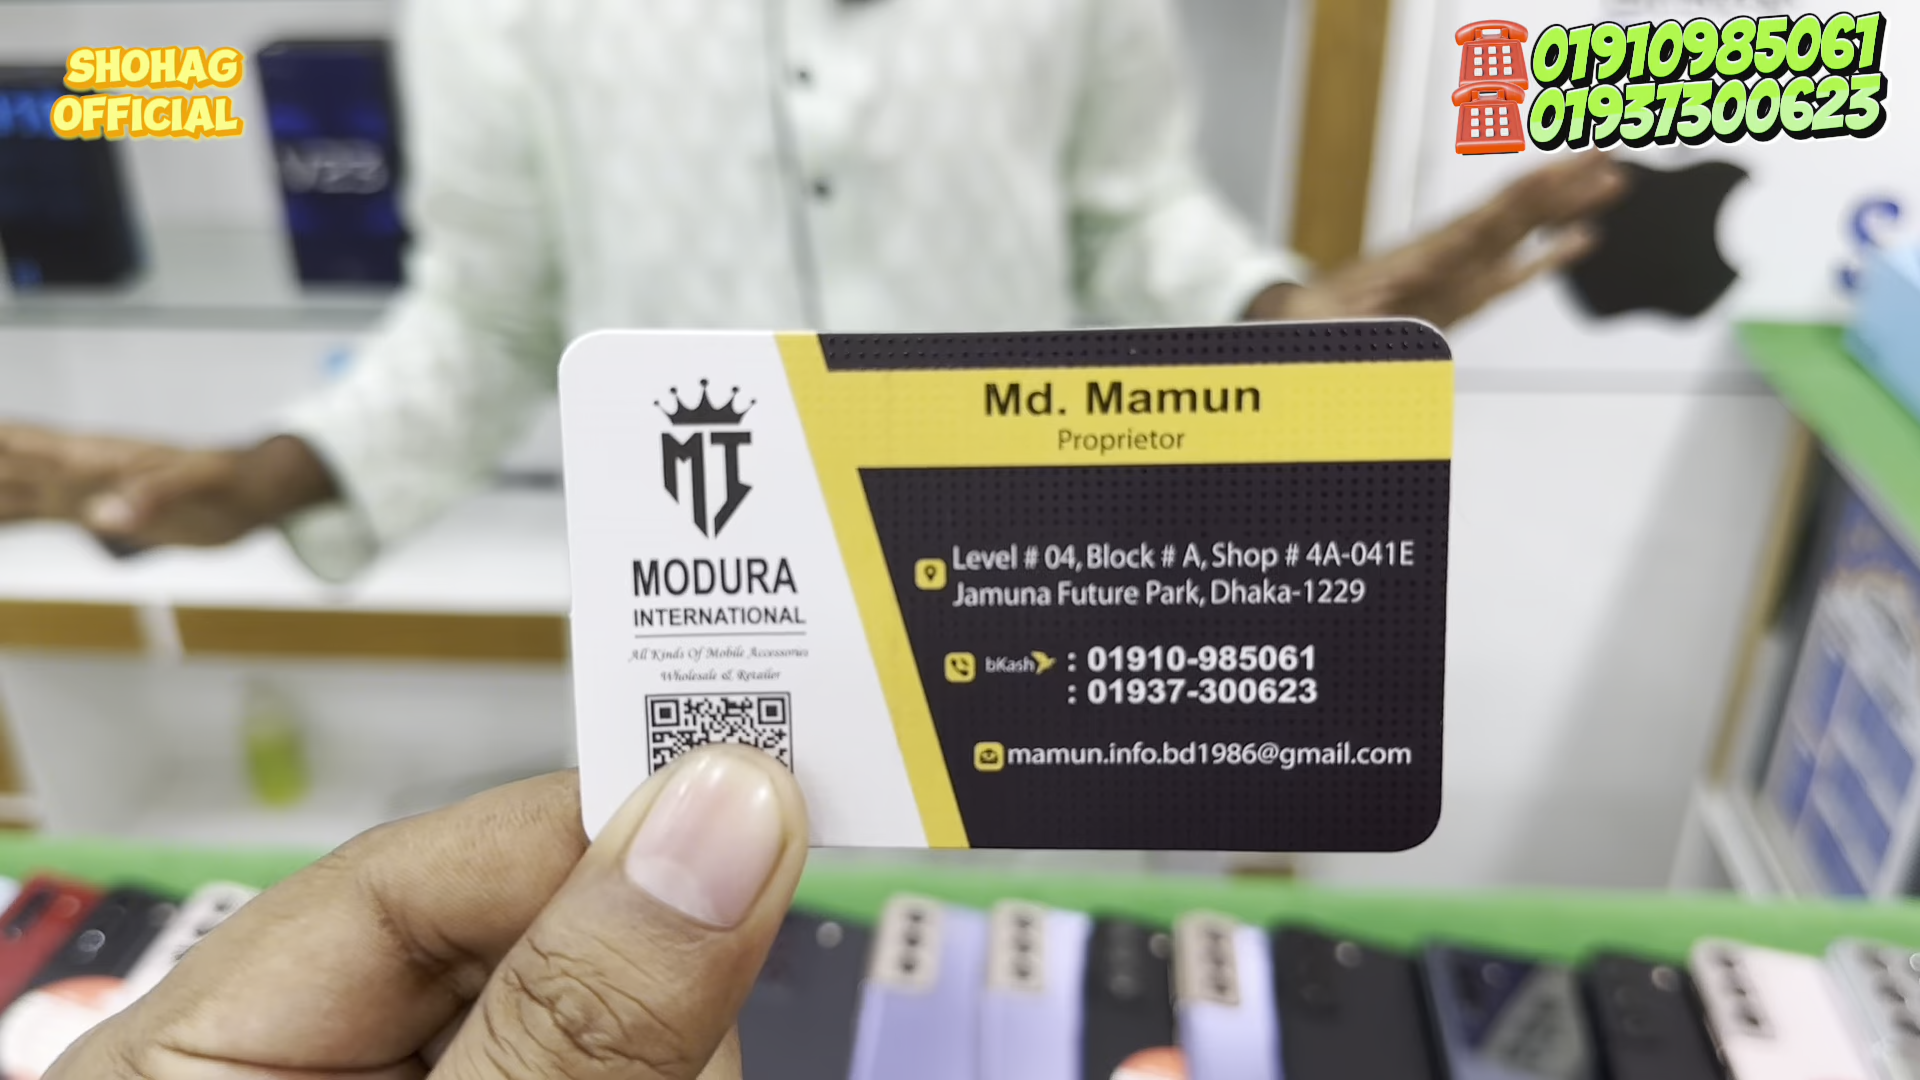 SHOHAG
OFFICIAL
01910985061
01937300623
MT
MODURA
INTERNATIONAL
All Kinds Of Mobile Accessories
Wholesale & Retailer
Md. Mamun
Proprietor
Level # 04, Block # A, Shop # 4A-041E
Jamuna Future Park, Dhaka-1229
bKash : 01910-985061
: 01937-300623
mamun.info.bd1986@gmail.com